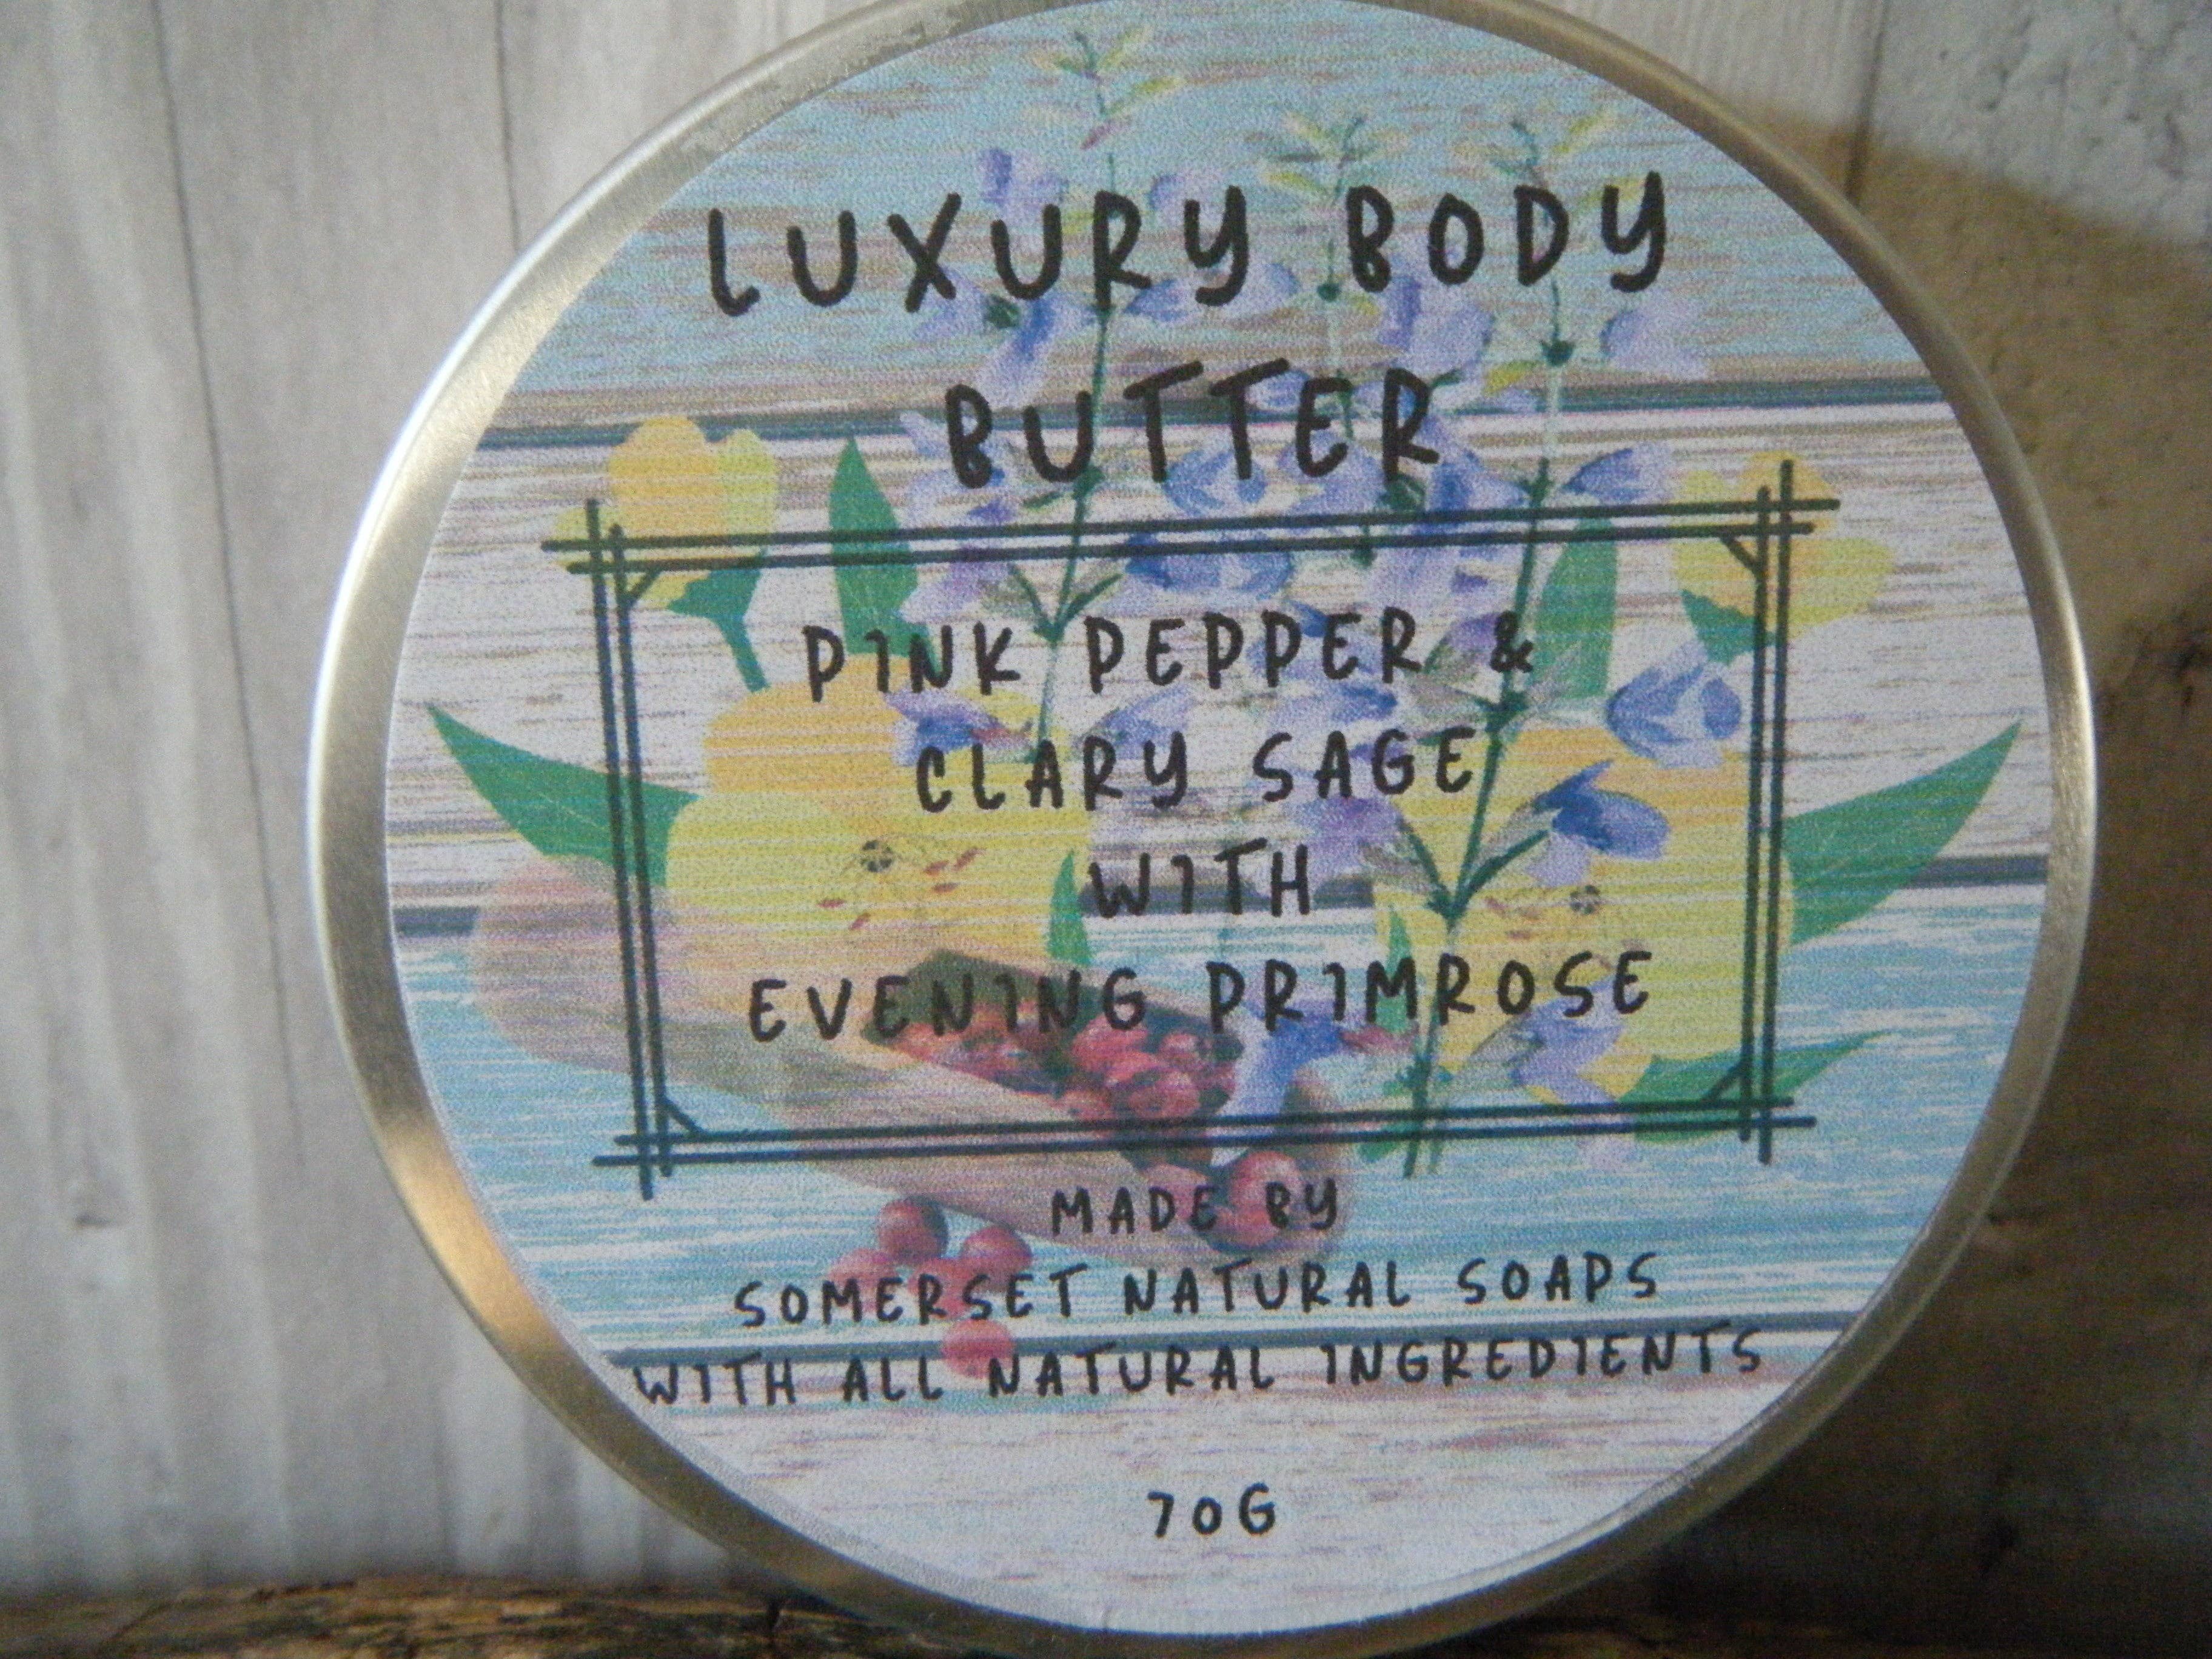 LUXURY BODY
BUTTER
PINK PEPPER &
CLARY SAGE
WITH
EVENING PRIMROSE
MADE BY
SOMERSET NATURAL SOAPS
WITH ALL NATURAL INGREDIENTS
70G